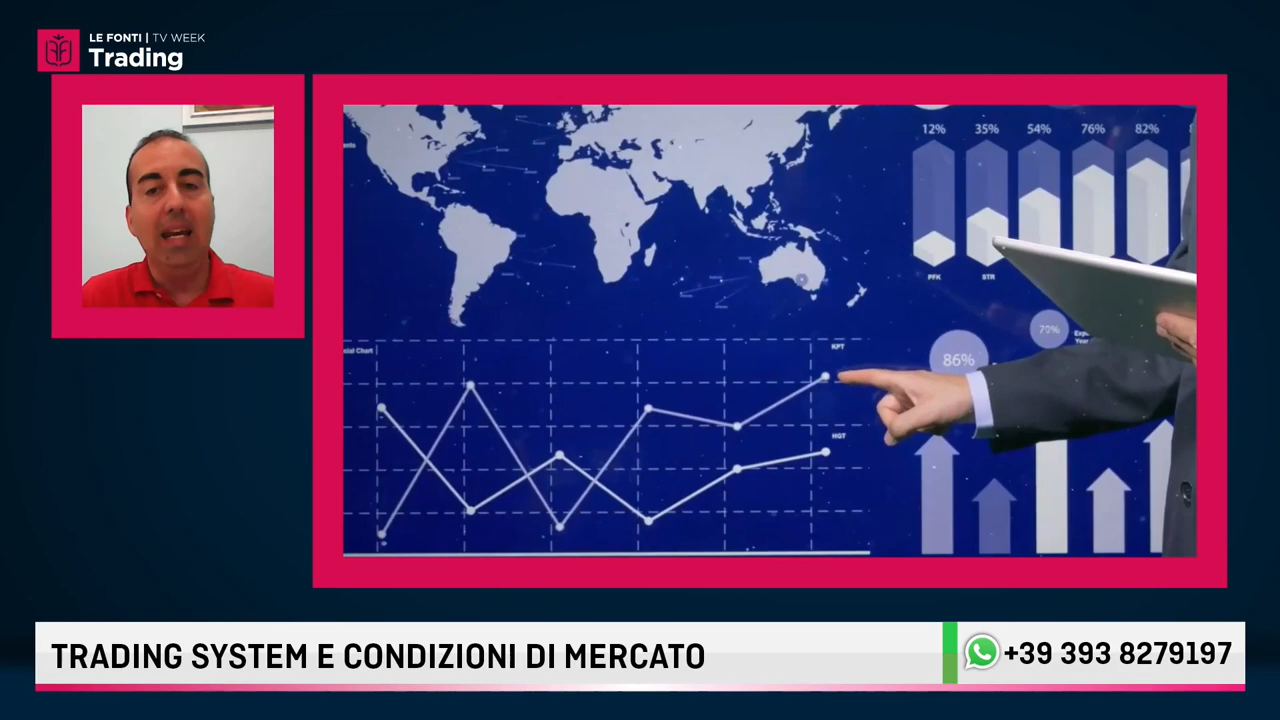 LE FONTI | TV WEEK
Trading
12% 35% 54% 76% 82%
PFK STR
70%
86%
KPT
HGT
TRADING SYSTEM E CONDIZIONI DI MERCATO
+39 393 8279197